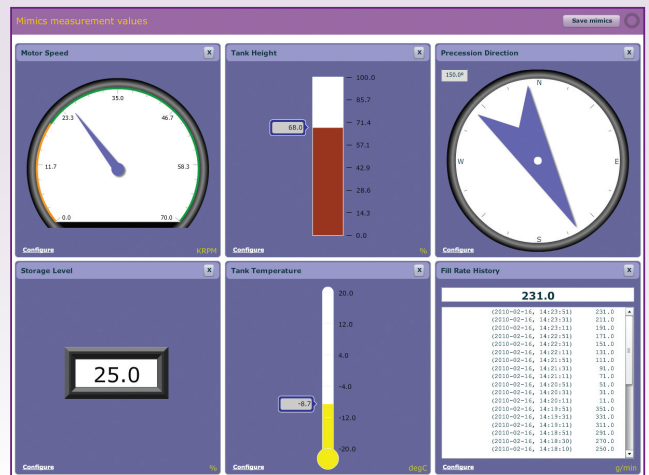 Mimics measurement values
Save mimics
Motor Speed
X
35.0
23.3
46.7
11.7
58.3
0.0
70.0
Configure
KRPM
Tank Height
X
100.0
85.7
71.4
68.0
57.1
42.9
28.6
14.3
0.0
Configure
%
Precession Direction
X
150.0º
N
W
E
S
Configure
Storage Level
X
25.0
Configure
%
Tank Temperature
X
20.0
12.0
4.0
-4.0
-8.7
-12.0
-20.0
Configure
degC
Fill Rate History
X
231.0
(2010-02-16, 14:23:51) 231.0
(2010-02-16, 14:23:31) 211.0
(2010-02-16, 14:23:11) 191.0
(2010-02-16, 14:22:51) 171.0
(2010-02-16, 14:22:31) 151.0
(2010-02-16, 14:22:11) 131.0
(2010-02-16, 14:21:51) 111.0
(2010-02-16, 14:21:31) 91.0
(2010-02-16, 14:21:11) 71.0
(2010-02-16, 14:20:51) 51.0
(2010-02-16, 14:20:31) 31.0
(2010-02-16, 14:20:11) 11.0
(2010-02-16, 14:19:51) 351.0
(2010-02-16, 14:19:31) 331.0
(2010-02-16, 14:19:11) 311.0
(2010-02-16, 14:18:51) 291.0
(2010-02-16, 14:18:30) 270.0
(2010-02-16, 14:18:10) 250.0
Configure
g/min